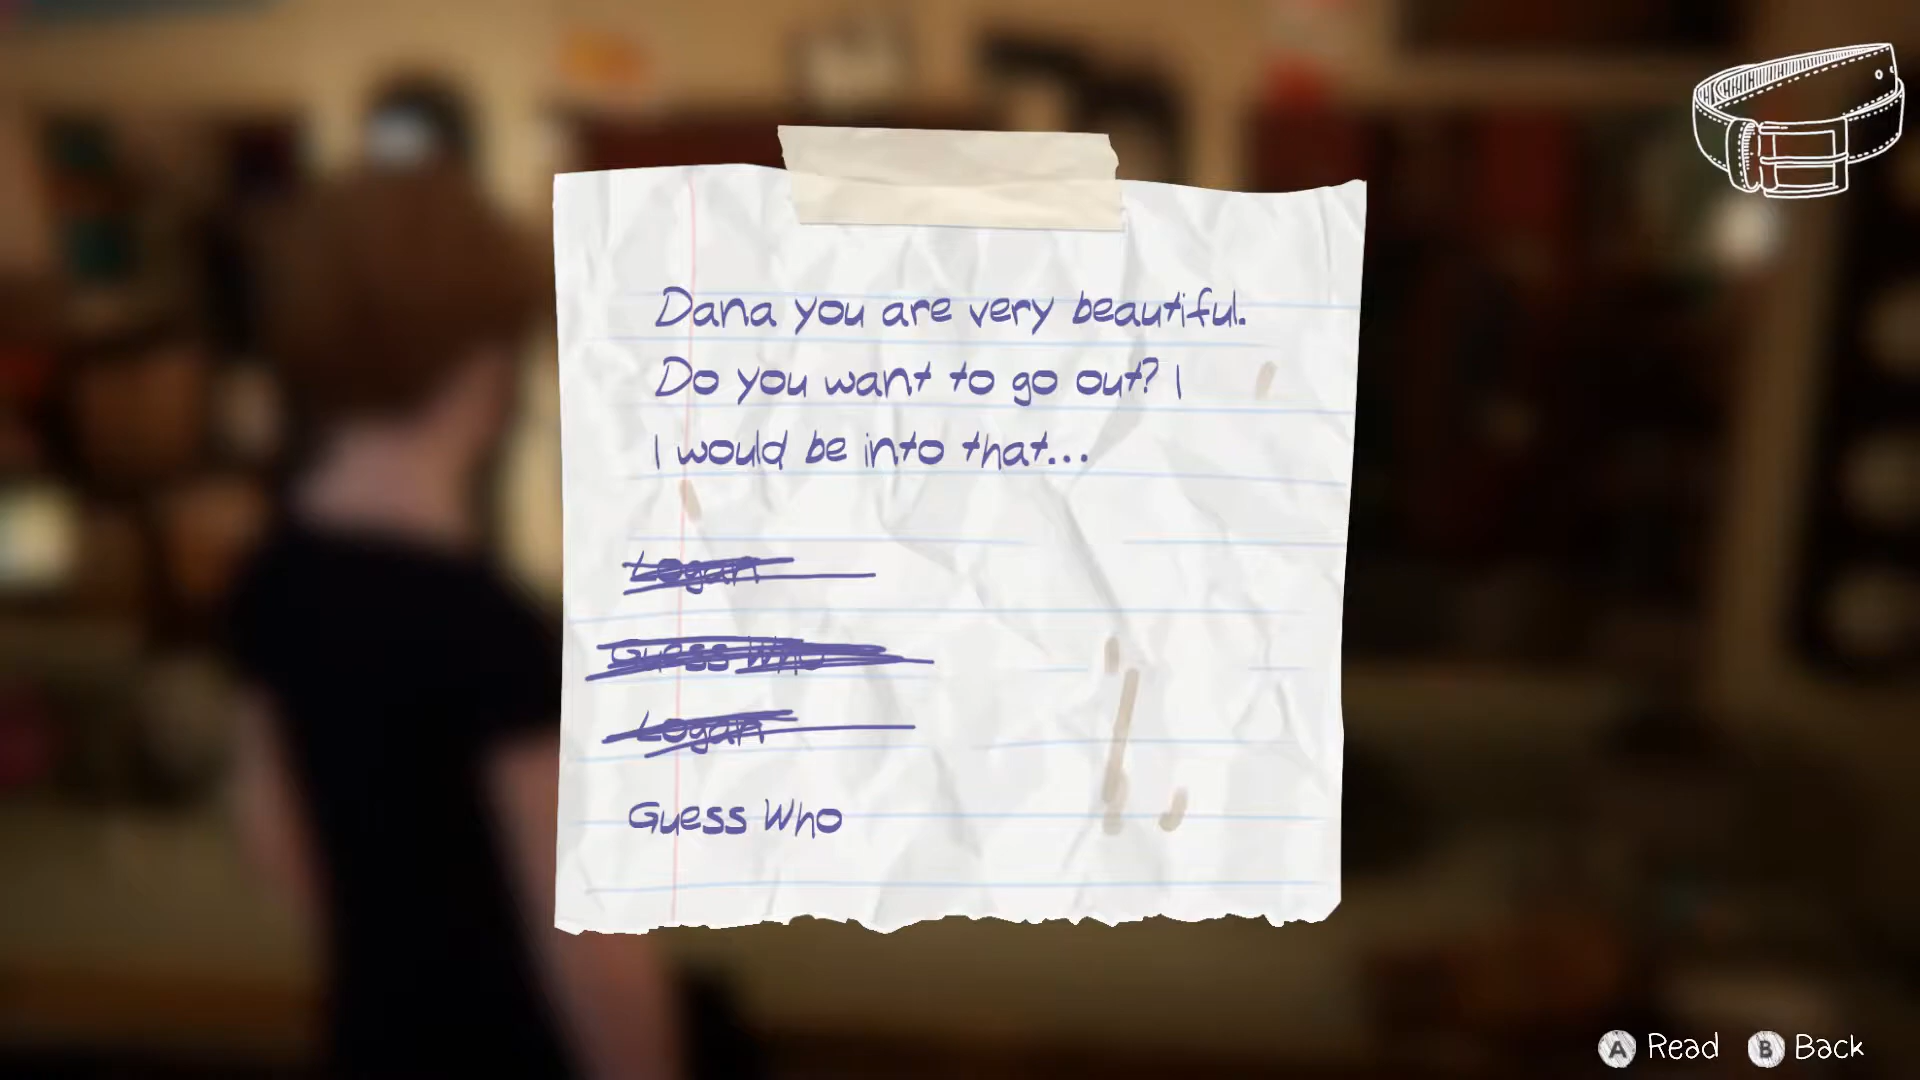 Dana you are very beautiful.
Do you want to go out? I
I would be into that...
Logan
Guess Who
Logan
Guess Who
A Read B Back